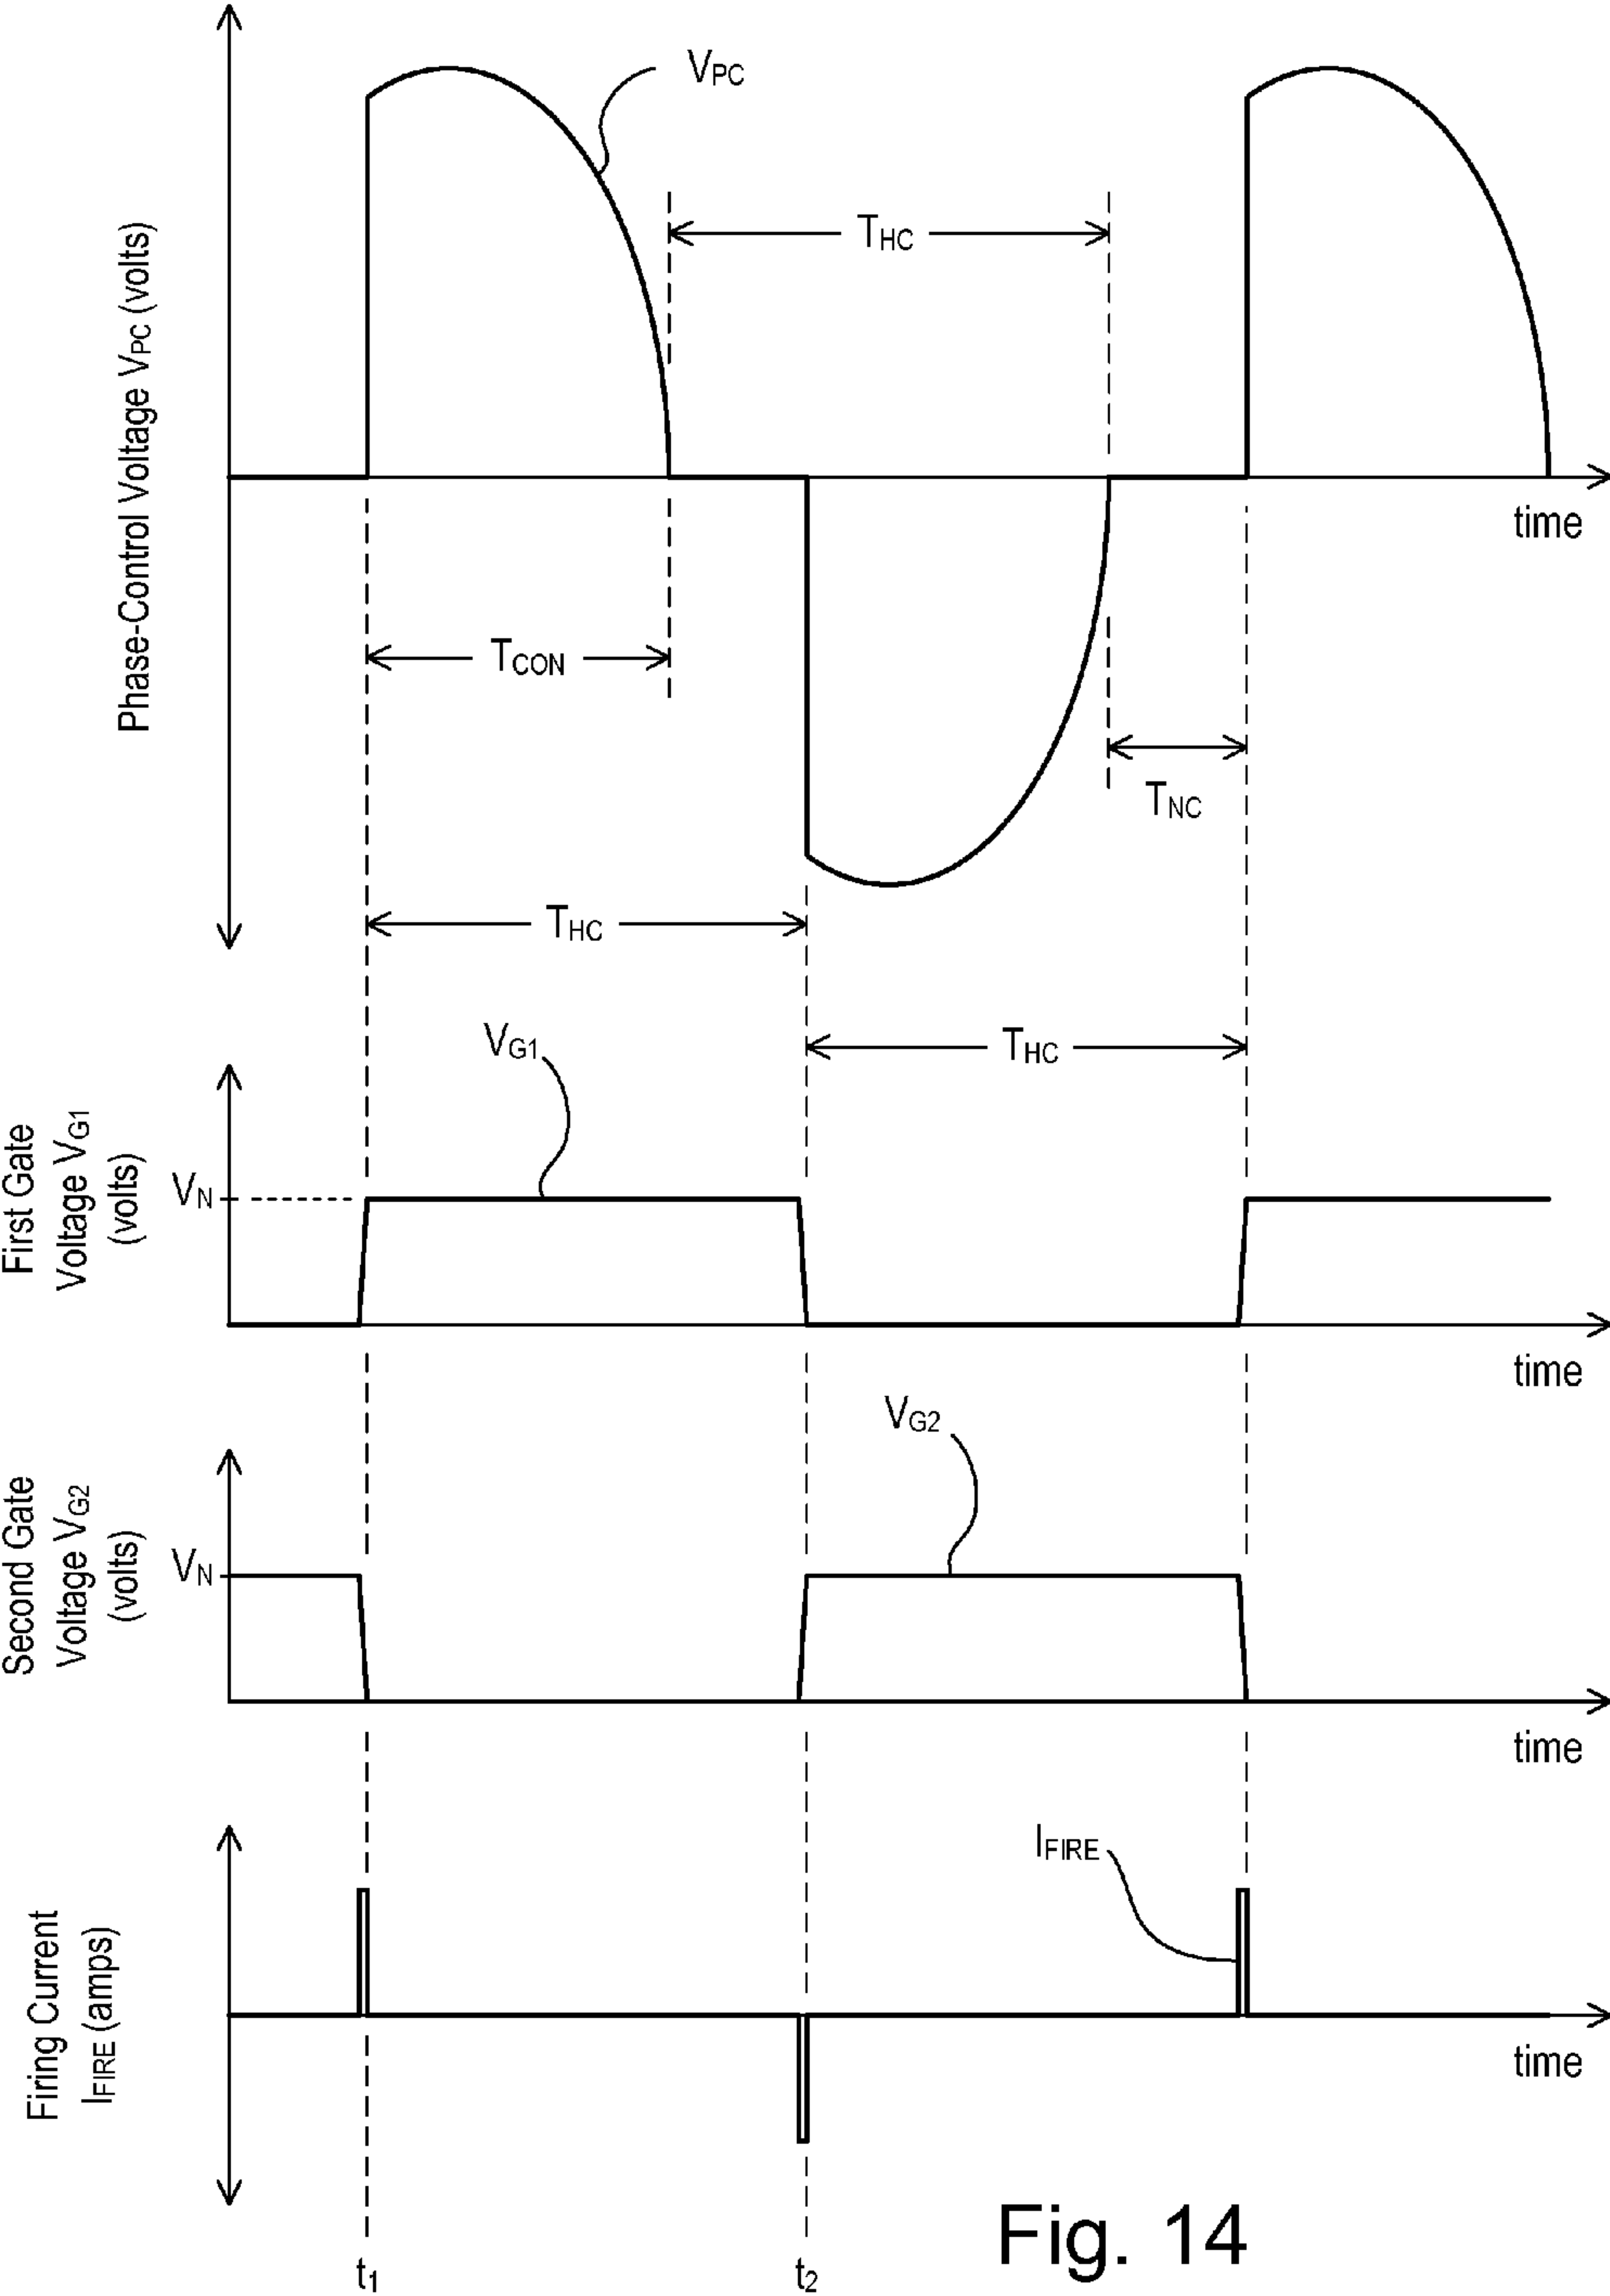 Phase-Control Voltage VPC (volts)
VPC
THC
time
TCON
TNC
THC
THC
First Gate
Voltage VG1
(volts)
VG1
VN
time
Second Gate
Voltage VG2
(volts)
VG2
VN
time
Firing Current
IFIRE (amps)
IFIRE
time
t1
t2
Fig. 14